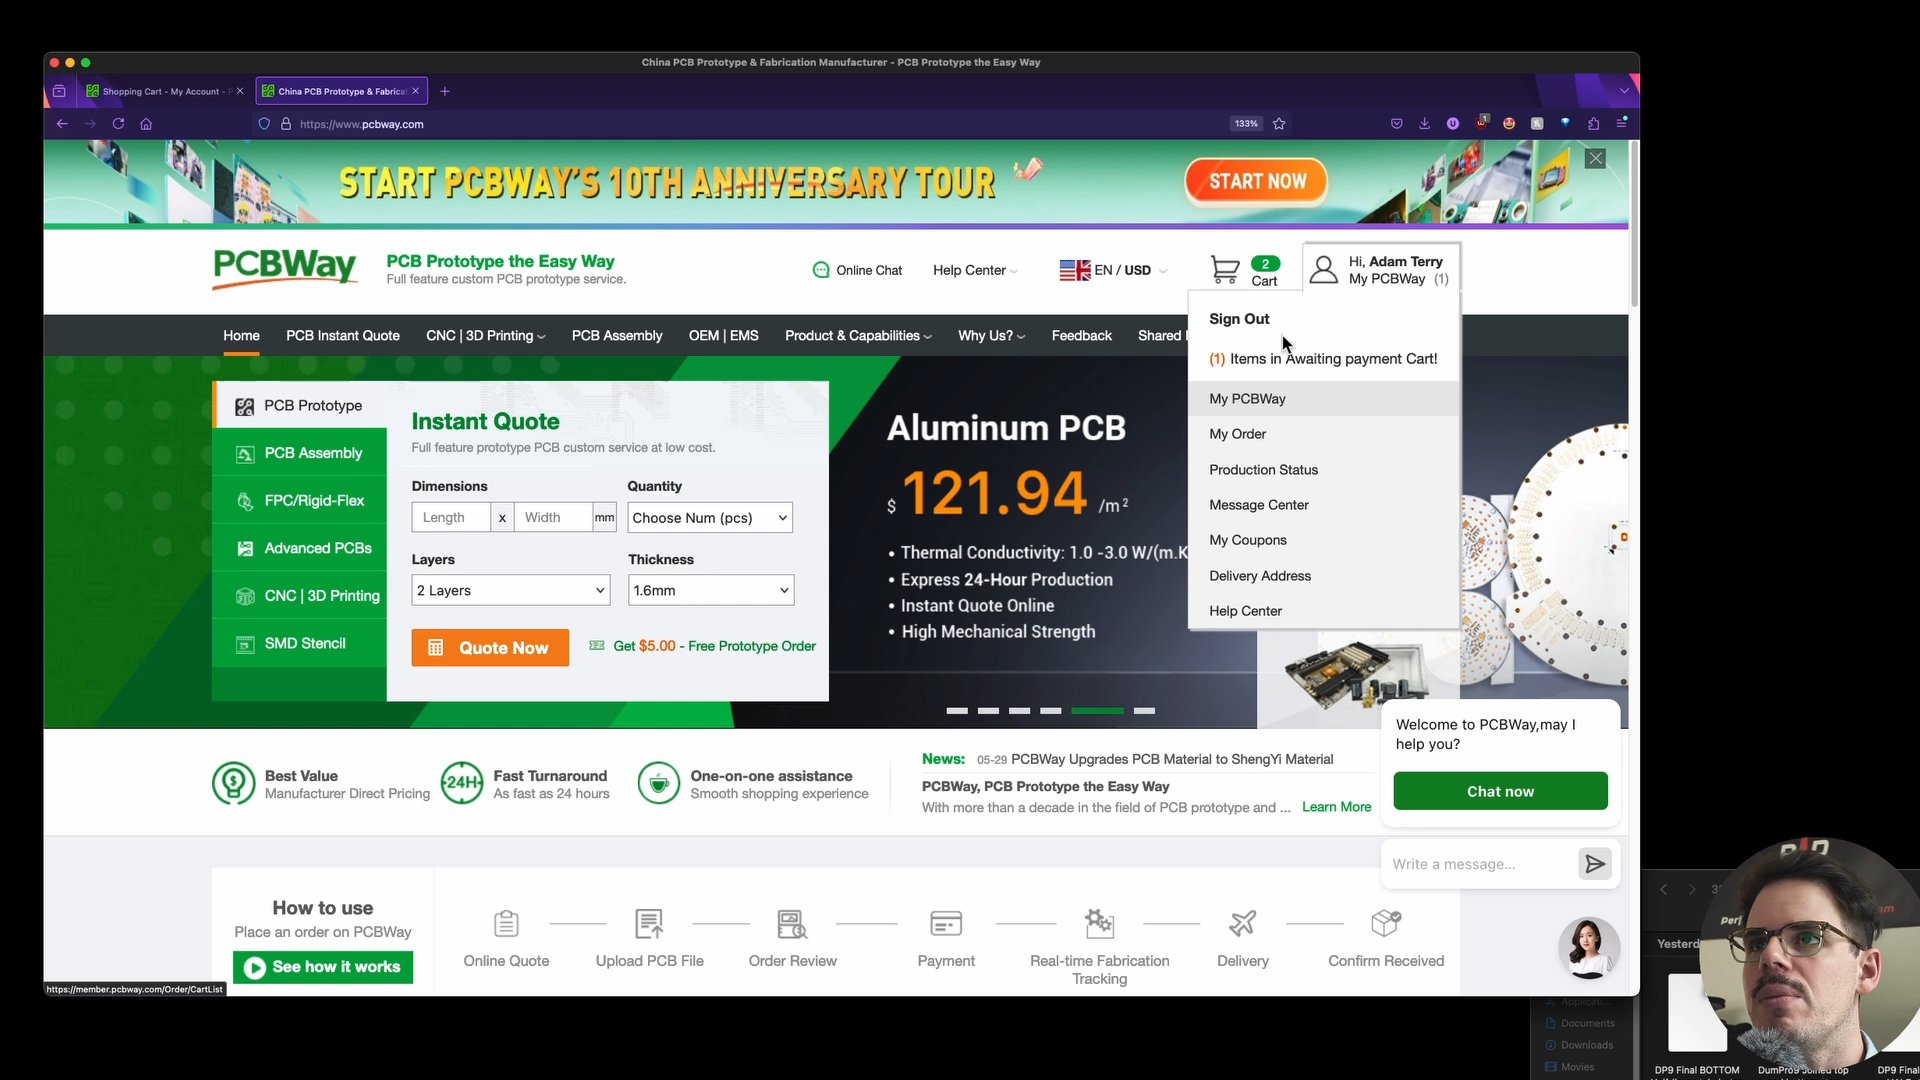 China PCB Prototype & Fabrication Manufacturer - PCB Prototype the Easy Way
Shopping Cart - My Account -
China PCB Prototype & Fabrica
https://www.pcbway.com
133%
1
START PCBWAY'S 10TH ANNIVERSARY TOUR
START NOW
PCBWay
PCB Prototype the Easy Way
Full feature custom PCB prototype service.
Online Chat
Help Center
EN / USD
2
Cart
Hi, Adam Terry
My PCBWay (1)
Home
PCB Instant Quote
CNC | 3D Printing
PCB Assembly
OEM | EMS
Product & Capabilities
Why Us?
Feedback
Shared
Sign Out
(1) Items in Awaiting payment Cart!
My PCBWay
My Order
Production Status
Message Center
My Coupons
Delivery Address
Help Center
PCB Prototype
PCB Assembly
FPC/Rigid-Flex
Advanced PCBs
CNC | 3D Printing
SMD Stencil
Instant Quote
Full feature prototype PCB custom service at low cost.
Dimensions
Quantity
Length
x
Width
mm
Choose Num (pcs)
Layers
Thickness
2 Layers
1.6mm
Quote Now
Get $5.00 - Free Prototype Order
Aluminum PCB
$ 121.94 /m²
• Thermal Conductivity: 1.0 -3.0 W/(m.K
• Express 24-Hour Production
• Instant Quote Online
• High Mechanical Strength
Best Value
Manufacturer Direct Pricing
24H
Fast Turnaround
As fast as 24 hours
One-on-one assistance
Smooth shopping experience
News: 05-29 PCBWay Upgrades PCB Material to ShengYi Material
PCBWay, PCB Prototype the Easy Way
With more than a decade in the field of PCB prototype and ... Learn More
Welcome to PCBWay,may I
help you?
Chat now
Write a message...
How to use
Place an order on PCBWay
See how it works
Online Quote
Upload PCB File
Order Review
Payment
Real-time Fabrication
Tracking
Delivery
Confirm Received
https://member.pcbway.com/Order/CartList
Yesterd
Applicati...
Documents
Downloads
Movies
DP9 Final BOTTOM
DumPro9 Joined top
DP9 Final